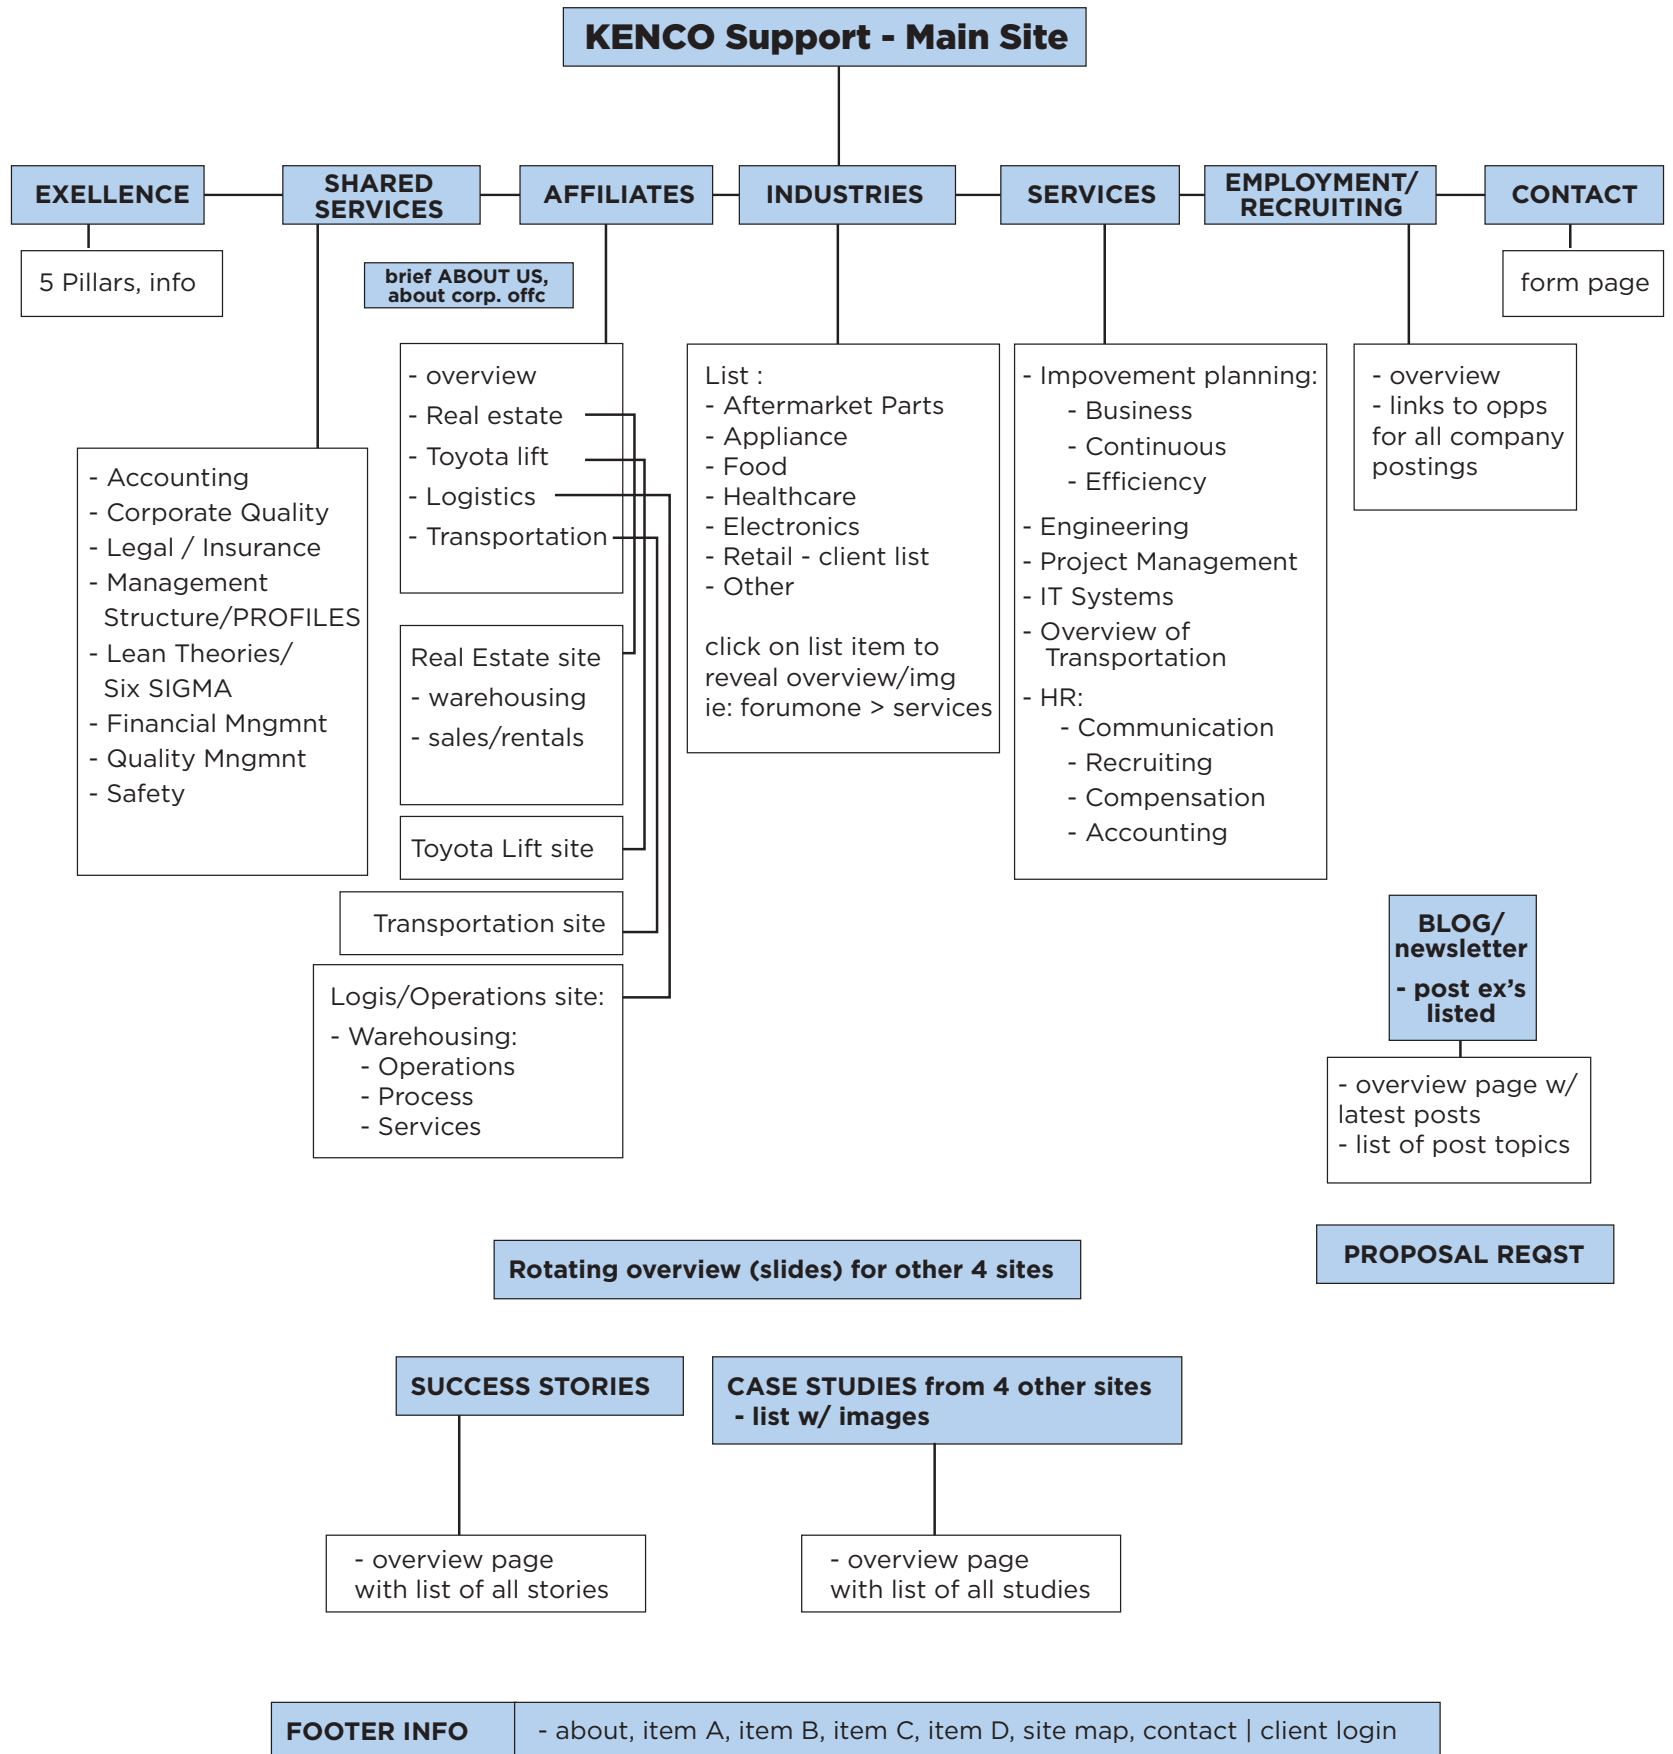 KENCO Support - Main Site
EXELLENCE
SHARED
SERVICES
AFFILIATES
INDUSTRIES
SERVICES
EMPLOYMENT/
RECRUITING
CONTACT
5 Pillars, info
brief ABOUT US,
about corp. offc
form page
- Accounting
- Corporate Quality
- Legal / Insurance
- Management
Structure/PROFILES
- Lean Theories/
Six SIGMA
- Financial Mngmnt
- Quality Mngmnt
- Safety
- overview
- Real estate
- Toyota lift
- Logistics
- Transportation
Real Estate site
- warehousing
- sales/rentals
Toyota Lift site
Transportation site
Logis/Operations site:
- Warehousing:
- Operations
- Process
- Services
List :
- Aftermarket Parts
- Appliance
- Food
- Healthcare
- Electronics
- Retail - client list
- Other
click on list item to
reveal overview/img
ie: forumone > services
- Impovement planning:
- Business
- Continuous
- Efficiency
- Engineering
- Project Management
- IT Systems
- Overview of
Transportation
- HR:
- Communication
- Recruiting
- Compensation
- Accounting
- overview
- links to opps
for all company
postings
BLOG/
newsletter
- post ex's
listed
- overview page w/
latest posts
- list of post topics
PROPOSAL REQST
Rotating overview (slides) for other 4 sites
SUCCESS STORIES
CASE STUDIES from 4 other sites
- list w/ images
- overview page
with list of all stories
- overview page
with list of all studies
FOOTER INFO
- about, item A, item B, item C, item D, site map, contact | client login